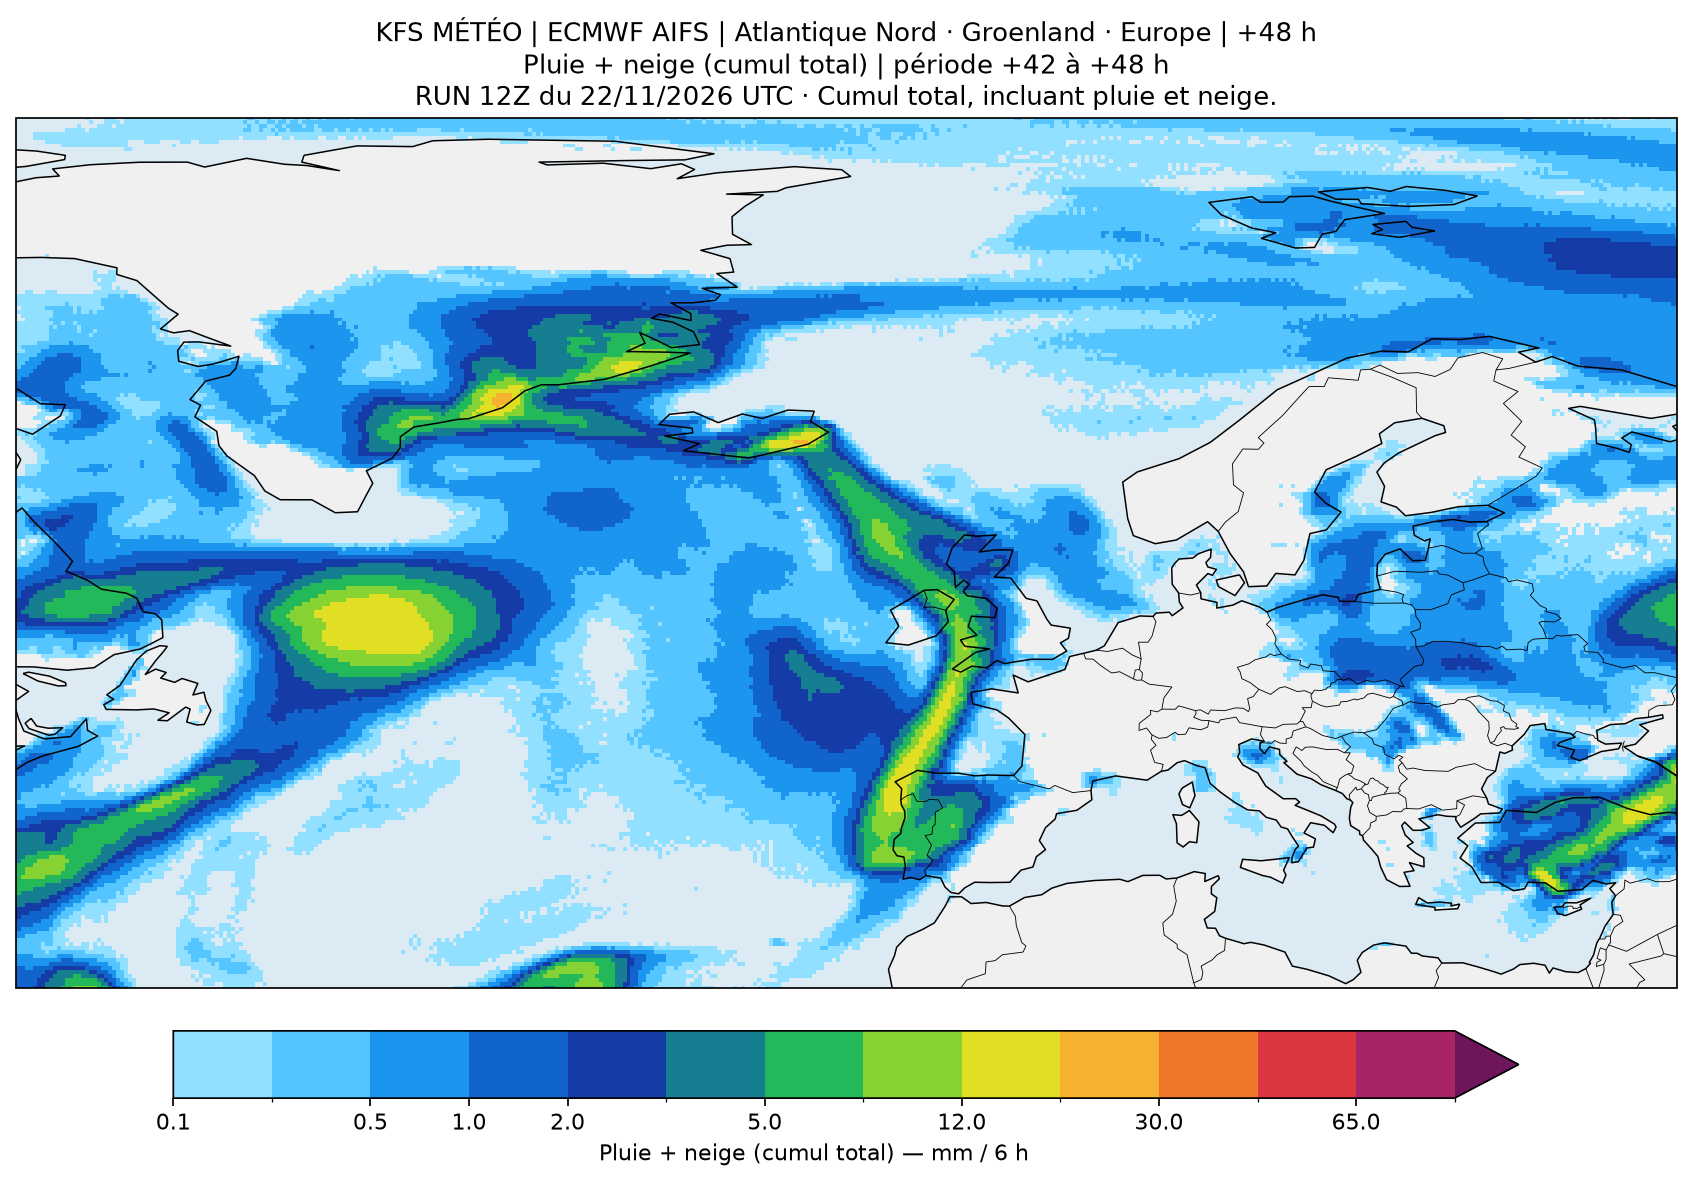 KFS MÉTÉO | ECMWF AIFS | Atlantique Nord · Groenland · Europe | +48 h
Pluie + neige (cumul total) | période +42 à +48 h
RUN 12Z du 22/11/2026 UTC · Cumul total, incluant pluie et neige.
0.1 0.5 1.0 2.0 5.0 12.0 30.0 65.0
Pluie + neige (cumul total) — mm / 6 h